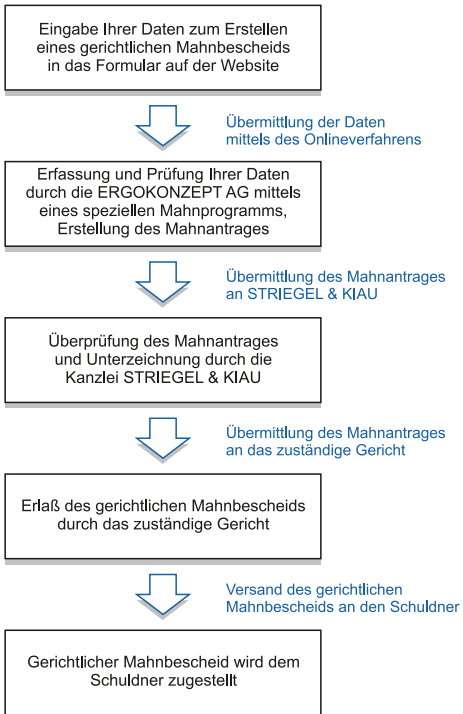 Eingabe Ihrer Daten zum Erstellen
eines gerichtlichen Mahnbescheids
in das Formular auf der Website
Übermittlung der Daten
mittels des Onlineverfahrens
Erfassung und Prüfung Ihrer Daten
durch die ERGOKONZEPT AG mittels
eines speziellen Mahnprogramms,
Erstellung des Mahnantrages
Übermittlung des Mahnantrages
an STRIEGEL & KIAU
Überprüfung des Mahnantrages
und Unterzeichnung durch die
Kanzlei STRIEGEL & KIAU
Übermittlung des Mahnantrages
an das zuständige Gericht
Erlaß des gerichtlichen Mahnbescheids
durch das zuständige Gericht
Versand des gerichtlichen
Mahnbescheids an den Schuldner
Gerichtlicher Mahnbescheid wird dem
Schuldner zugestellt